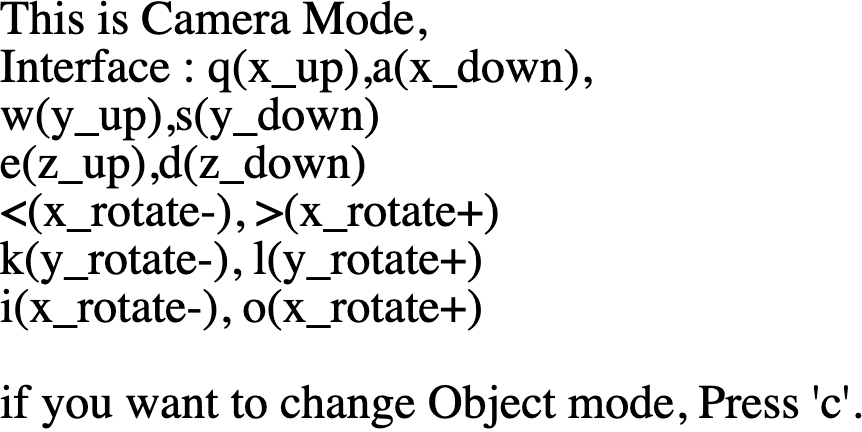 This is Camera Mode,
Interface : q(x_up),a(x_down),
w(y_up),s(y_down)
e(z_up),d(z_down)
<(x_rotate-), >(x_rotate+)
k(y_rotate-), l(y_rotate+)
i(x_rotate-), o(x_rotate+)
if you want to change Object mode, Press 'c'.